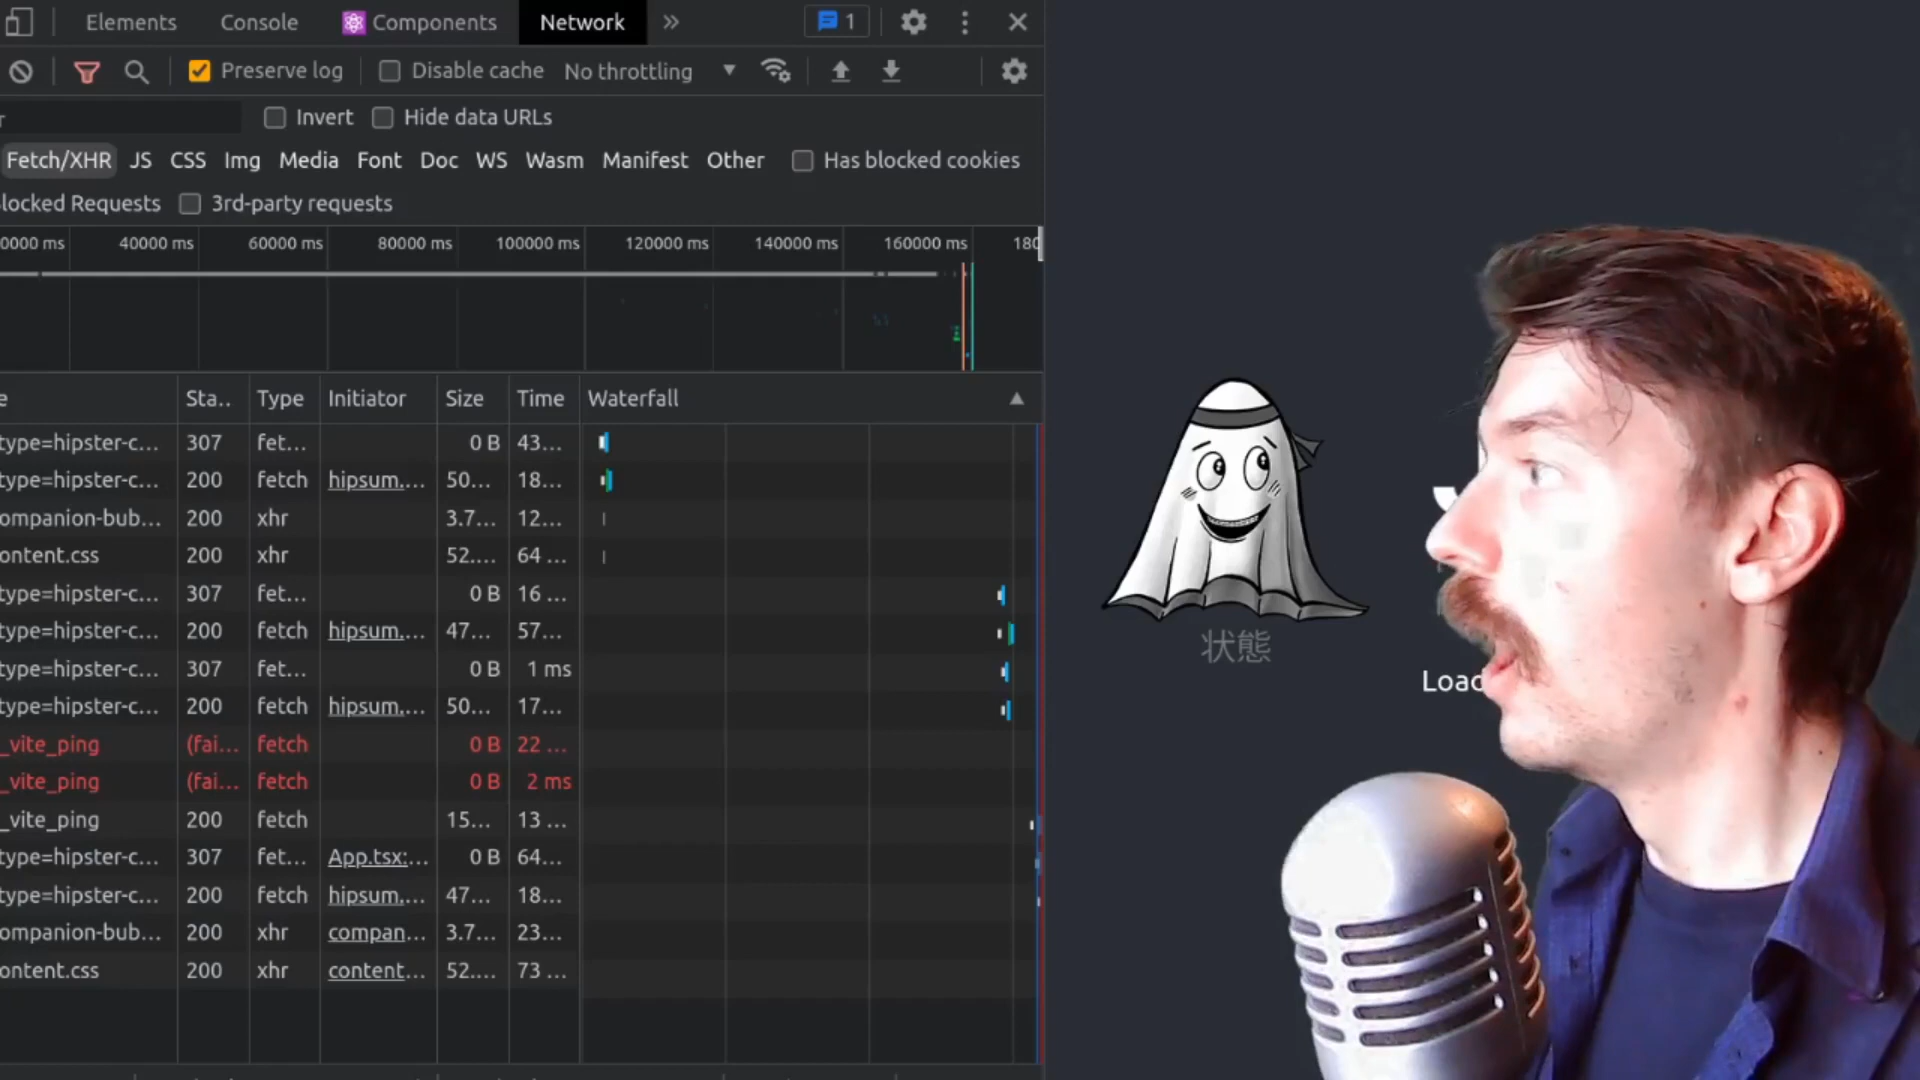 Elements Console Components Network 1
Preserve log Disable cache No throttling
Invert Hide data URLs
Fetch/XHR JS CSS Img Media Font Doc WS Wasm Manifest Other Has blocked cookies
locked Requests 3rd-party requests
0000 ms 40000 ms 60000 ms 80000 ms 100000 ms 120000 ms 140000 ms 160000 ms 180
e Sta.. Type Initiator Size Time Waterfall
type=hipster-c... 307 fet... 0 B 43...
type=hipster-c... 200 fetch hipsum.... 50... 18...
ompanion-bub... 200 xhr 3.7... 12...
ontent.css 200 xhr 52.... 64 ...
type=hipster-c... 307 fet... 0 B 16 ...
type=hipster-c... 200 fetch hipsum.... 47... 57...
type=hipster-c... 307 fet... 0 B 1 ms
type=hipster-c... 200 fetch hipsum.... 50... 17...
_vite_ping (fai... fetch 0 B 22 ...
_vite_ping (fai... fetch 0 B 2 ms
_vite_ping 200 fetch 15... 13 ...
type=hipster-c... 307 fet... App.tsx:... 0 B 64...
type=hipster-c... 200 fetch hipsum.... 47... 18...
ompanion-bub... 200 xhr compan... 3.7... 23...
ontent.css 200 xhr content... 52.... 73 ...
状態
Load